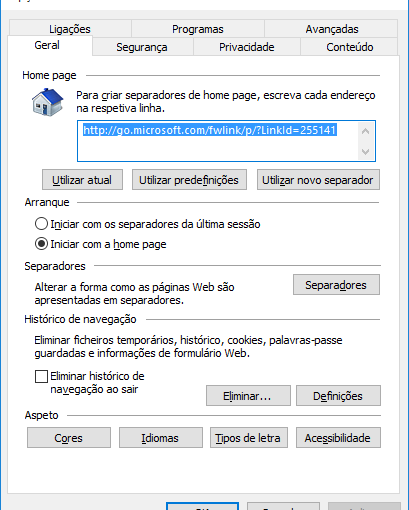 Ligações
Programas
Avançadas
Geral
Segurança
Privacidade
Conteúdo
Home page
Para criar separadores de home page, escreva cada endereço
na respetiva linha.
http://go.microsoft.com/fwlink/p/?LinkId=255141
Utilizar atual
Utilizar predefinições
Utilizar novo separador
Arranque
Iniciar com os separadores da última sessão
Iniciar com a home page
Separadores
Alterar a forma como as páginas Web são
apresentadas em separadores.
Separadores
Histórico de navegação
Eliminar ficheiros temporários, histórico, cookies, palavras-passe
guardadas e informações de formulário Web.
Eliminar histórico de
navegação ao sair
Eliminar...
Definições
Aspeto
Cores
Idiomas
Tipos de letra
Acessibilidade